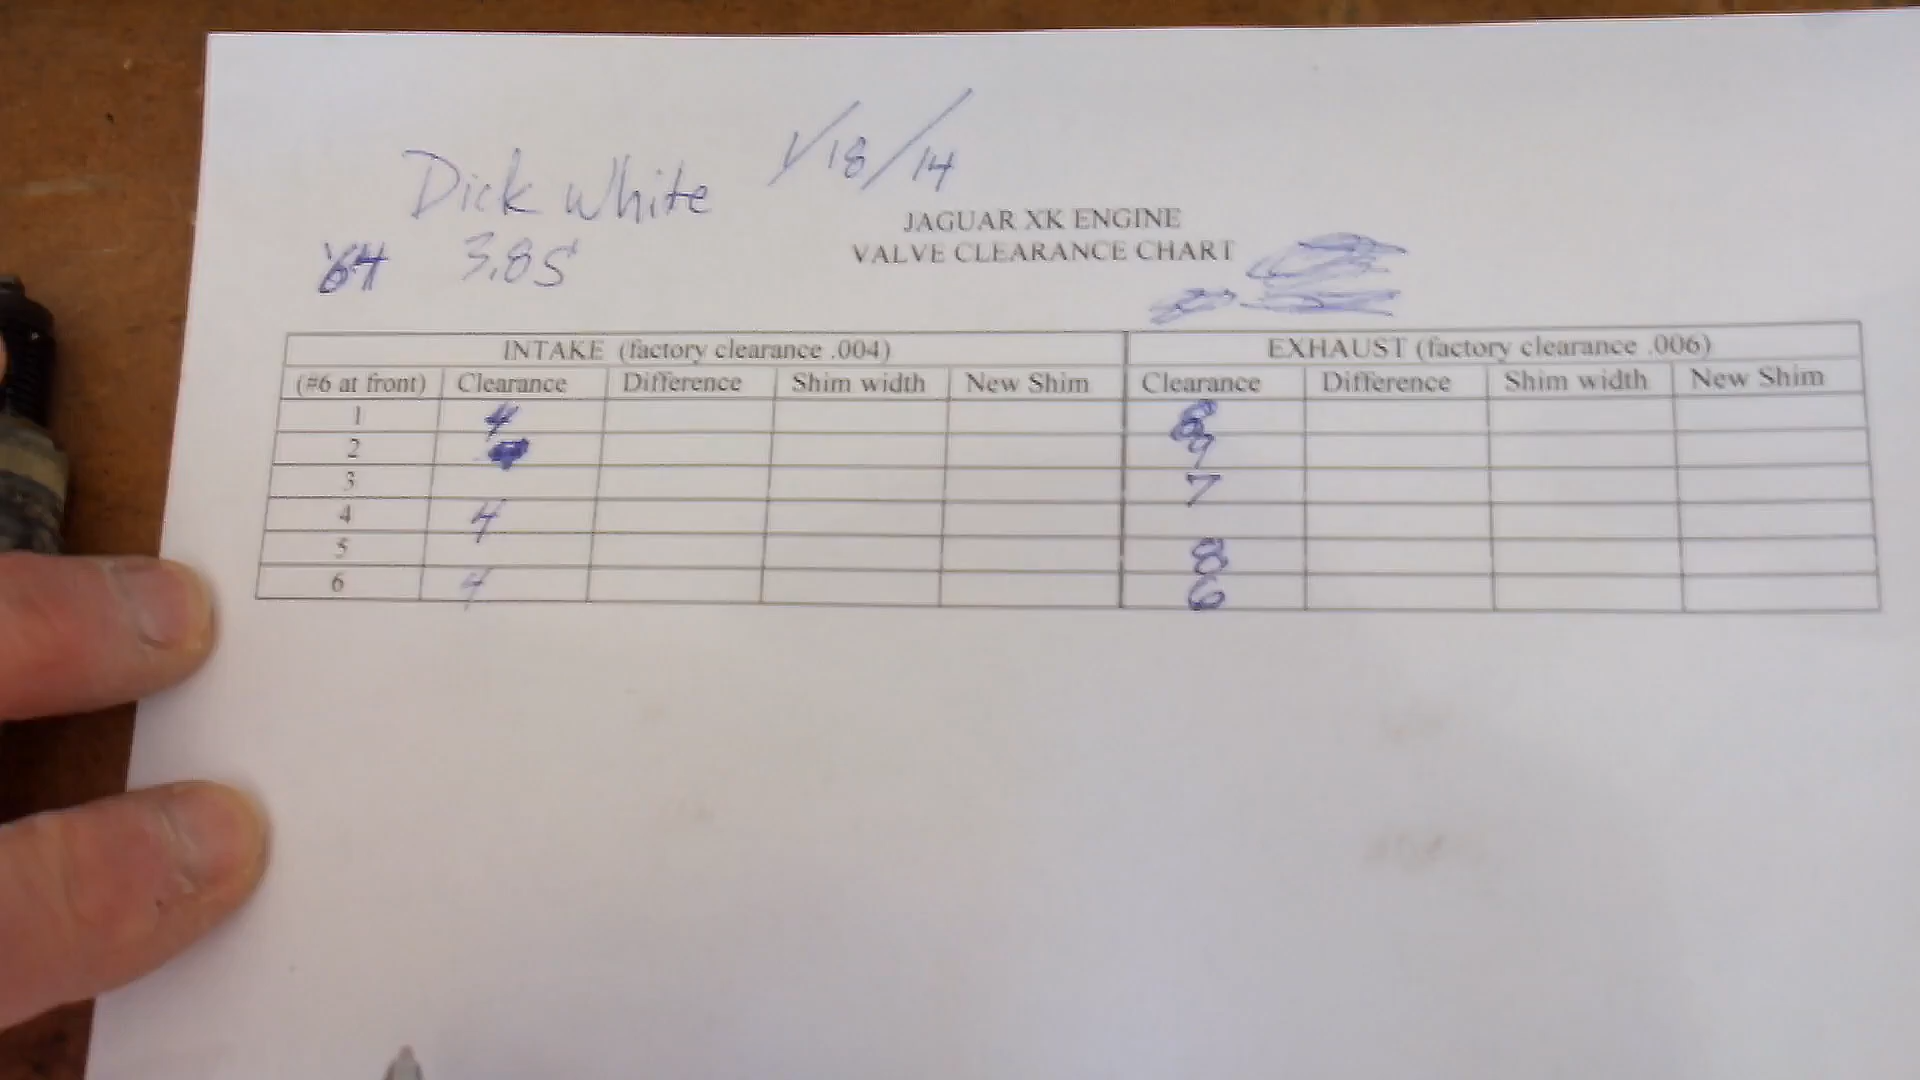 Dick White 1/18/14
'64 3.8S
JAGUAR XK ENGINE
VALVE CLEARANCE CHART
INTAKE (factory clearance .004) EXHAUST (factory clearance .006)
(#6 at front) Clearance Difference Shim width New Shim Clearance Difference Shim width New Shim
1 4 8
2 9
3 7
4 4
5 8
6 4 6